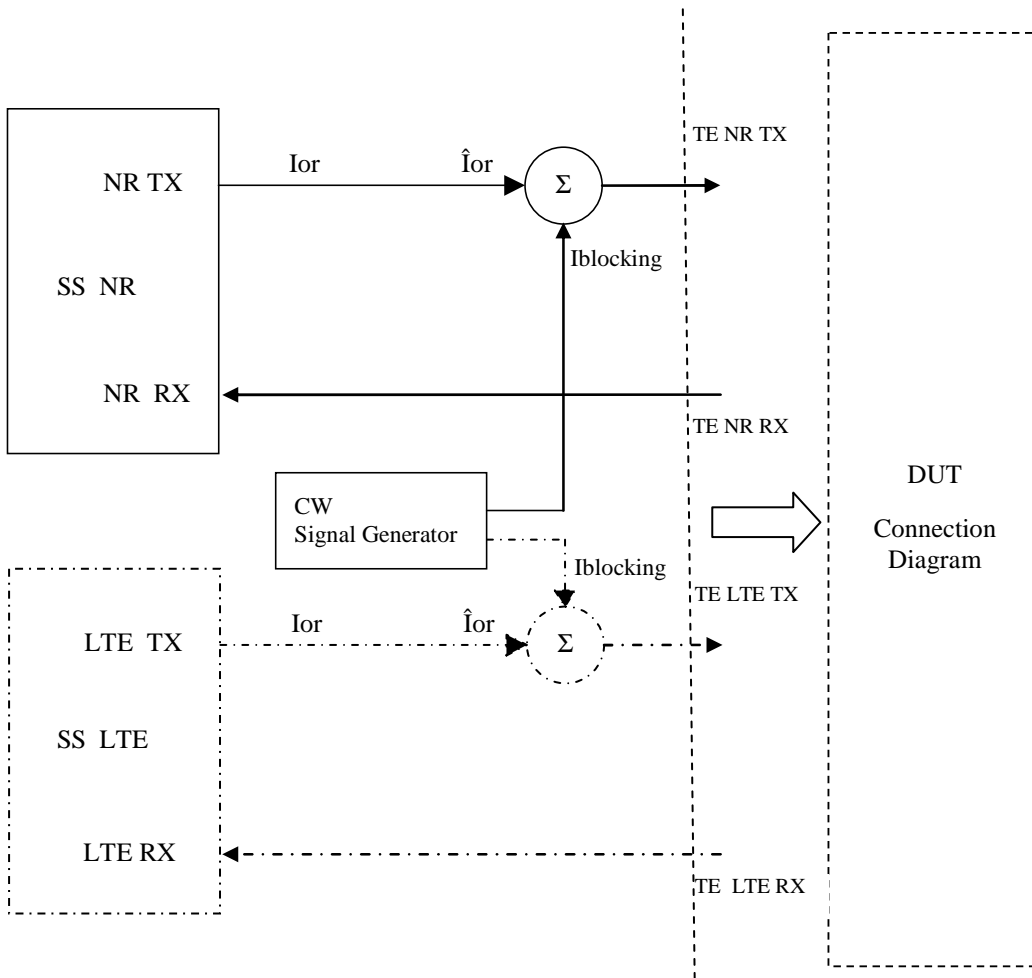 TE NR TX
NR TX
Ior
Îor
Σ
Iblocking
SS NR
NR RX
TE NR RX
CW
Signal Generator
DUT
Connection
Diagram
Iblocking
TE LTE TX
LTE TX
Ior
Îor
Σ
SS LTE
LTE RX
TE LTE RX